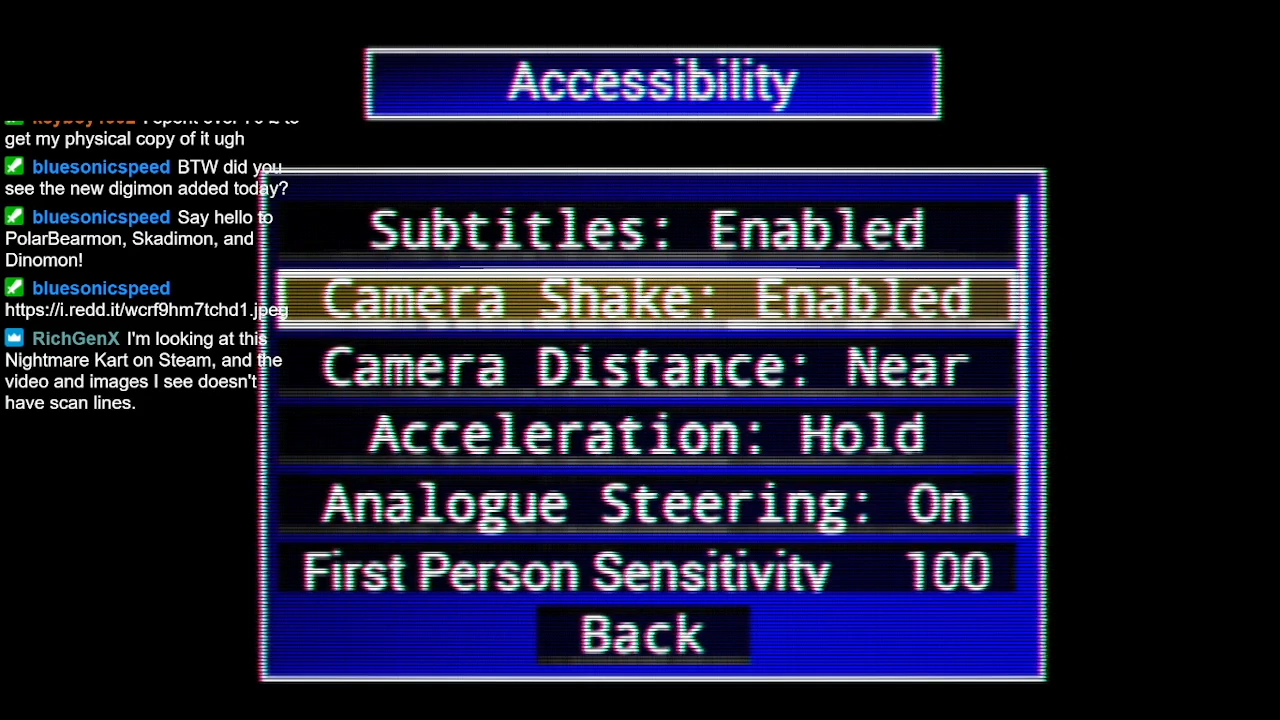 Accessibility
get my physical copy of it ugh
bluesonicspeed BTW did you
see the new digimon added today?
bluesonicspeed Say hello to
PolarBearmon, Skadimon, and
Dinomon!
bluesonicspeed
https://i.redd.it/wcrf9hm7tchd1.jpeg
RichGenX I'm looking at this
Nightmare Kart on Steam, and the
video and images I see doesn't
have scan lines.
Subtitles: Enabled
Camera Shake: Enabled
Camera Distance: Near
Acceleration: Hold
Analogue Steering: On
First Person Sensitivity 100
Back